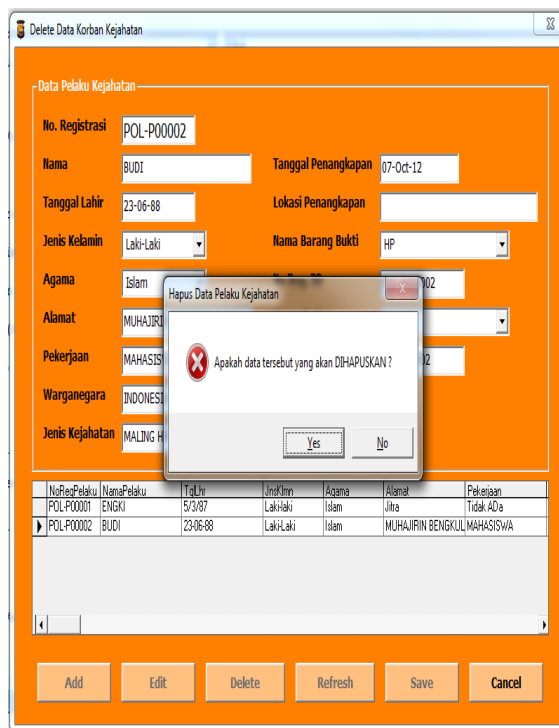 Delete Data Korban Kejahatan
Data Pelaku Kejahatan
No. Registrasi POL-P00002
Nama BUDI Tanggal Penangkapan 07-Oct-12
Tanggal Lahir 23-06-88 Lokasi Penangkapan
Jenis Kelamin Laki-Laki Nama Barang Bukti HP
Agama Islam 002
Hapus Data Pelaku Kejahatan
Alamat
Apakah data tersebut yang akan DIHAPUSKAN ?
Pekerjaan
Warganegara
Yes No
Jenis Kejahatan MALING
NoRegPelaku NamaPelaku TglLhr JnsKlmn Agama Alamat Pekerjaan
POL-P00001 ENGKI 5/3/87 Laki-laki Islam Jitra Tidak ADa
POL-P00002 BUDI 23-06-88 Laki-Laki Islam MUHAJIRIN BENGKUL MAHASISWA
Add Edit Delete Refresh Save Cancel